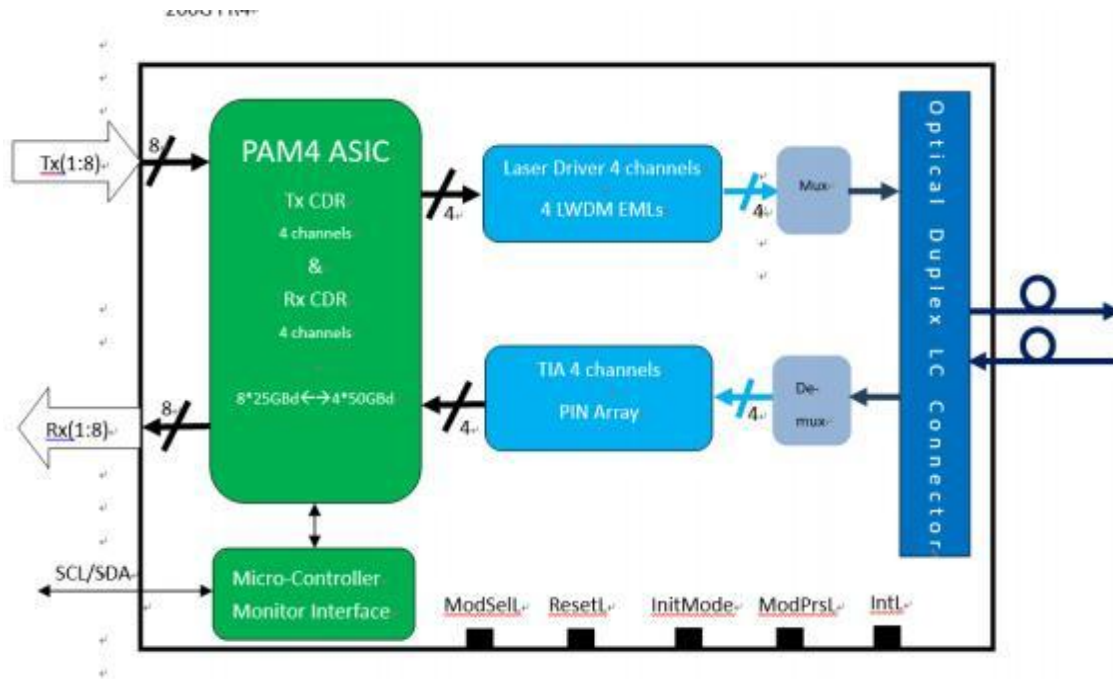 Tx(1:8)
8
PAM4 ASIC
Tx CDR
4 channels
&
Rx CDR
4 channels
8*25GBd↔4*50GBd
4
Laser Driver 4 channels
4 LWDM EMLs
4
Mux
Optical Duplex LC Connector
TIA 4 channels
PIN Array
4
4
De-
mux
8
Rx(1:8)
SCL/SDA
Micro-Controller
Monitor Interface
ModSelL
ResetL
InitMode
ModPrsL
IntL